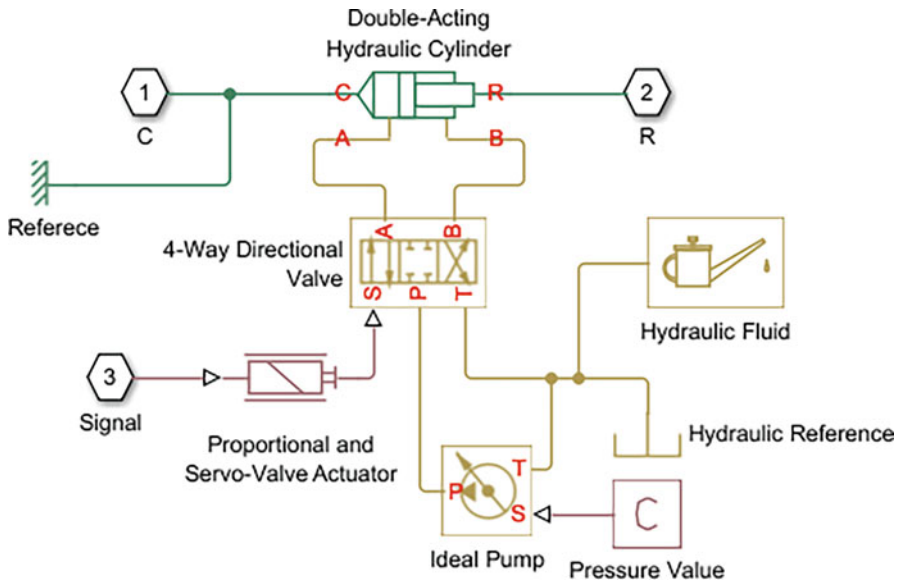 Double-Acting
Hydraulic Cylinder
1
C
C
R
2
R
A
B
Referece
4-Way Directional
Valve
A
B
S
P
T
Hydraulic Fluid
3
Signal
Proportional and
Servo-Valve Actuator
Hydraulic Reference
T
P
S
C
Ideal Pump
Pressure Value